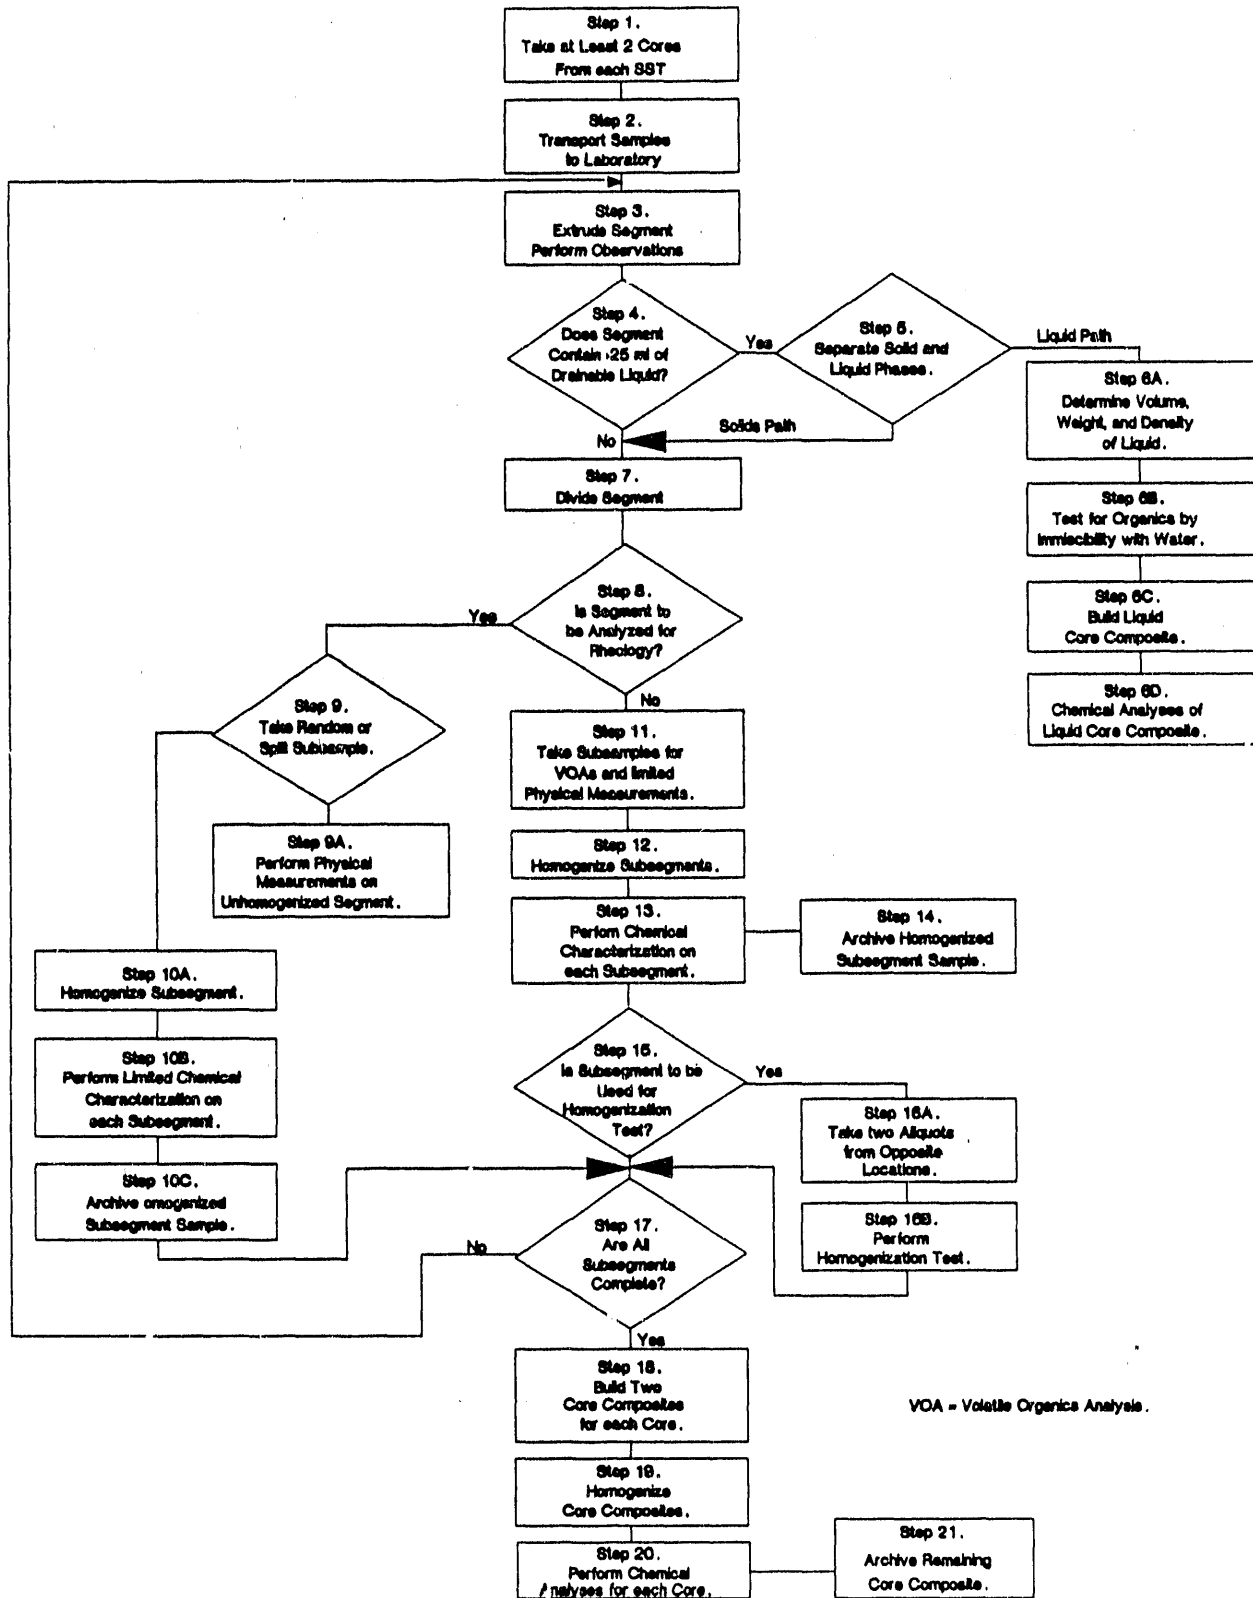 Step 1.
Take at Least 2 Cores
From each SST
Step 2.
Transport Samples
to Laboratory
Step 3.
Extrude Segment
Perform Observations
Step 4.
Does Segment
Contain >25 ml of
Drainable Liquid?
Yes
No
Step 5.
Separate Solid and
Liquid Phases.
Liquid Path
Solids Path
Step 6A.
Determine Volume,
Weight, and Density
of Liquid.
Step 6B.
Test for Organics by
Immiscibility with Water.
Step 6C.
Build Liquid
Core Composite.
Step 6D.
Chemical Analyses of
Liquid Core Composite.
Step 7.
Divide Segment
Step 8.
Is Segment to
be Analyzed for
Rheology?
Yes
No
Step 9.
Take Random or
Split Subsample.
Step 9A.
Perform Physical
Measurements on
Unhomogenized Segment.
Step 10A.
Homogenize Subsegment.
Step 10B.
Perform Limited Chemical
Characterization on
each Subsegment.
Step 10C.
Archive omogenized
Subsegment Sample.
Step 11.
Take Subsamples for
VOAs and limited
Physical Measurements.
Step 12.
Homogenize Subsegments.
Step 13.
Perfom Chemical
Characterization on
each Subsegment.
Step 14.
Archive Homogenized
Subsegment Sample.
Step 15.
Is Subsegment to be
Used for
Homogenization
Test?
Yes
Step 16A.
Take two Aliquots
from Opposite
Locations.
Step 16B.
Perform
Homogenization Test.
Step 17.
Are All
Subsegments
Complete?
No
Yes
Step 18.
Build Two
Core Composites
for each Core.
VOA = Volatile Organics Analysis.
Step 19.
Homogenize
Core Composites.
Step 20.
Perform Chemical
Analyses for each Core.
Step 21.
Archive Remaining
Core Composite.